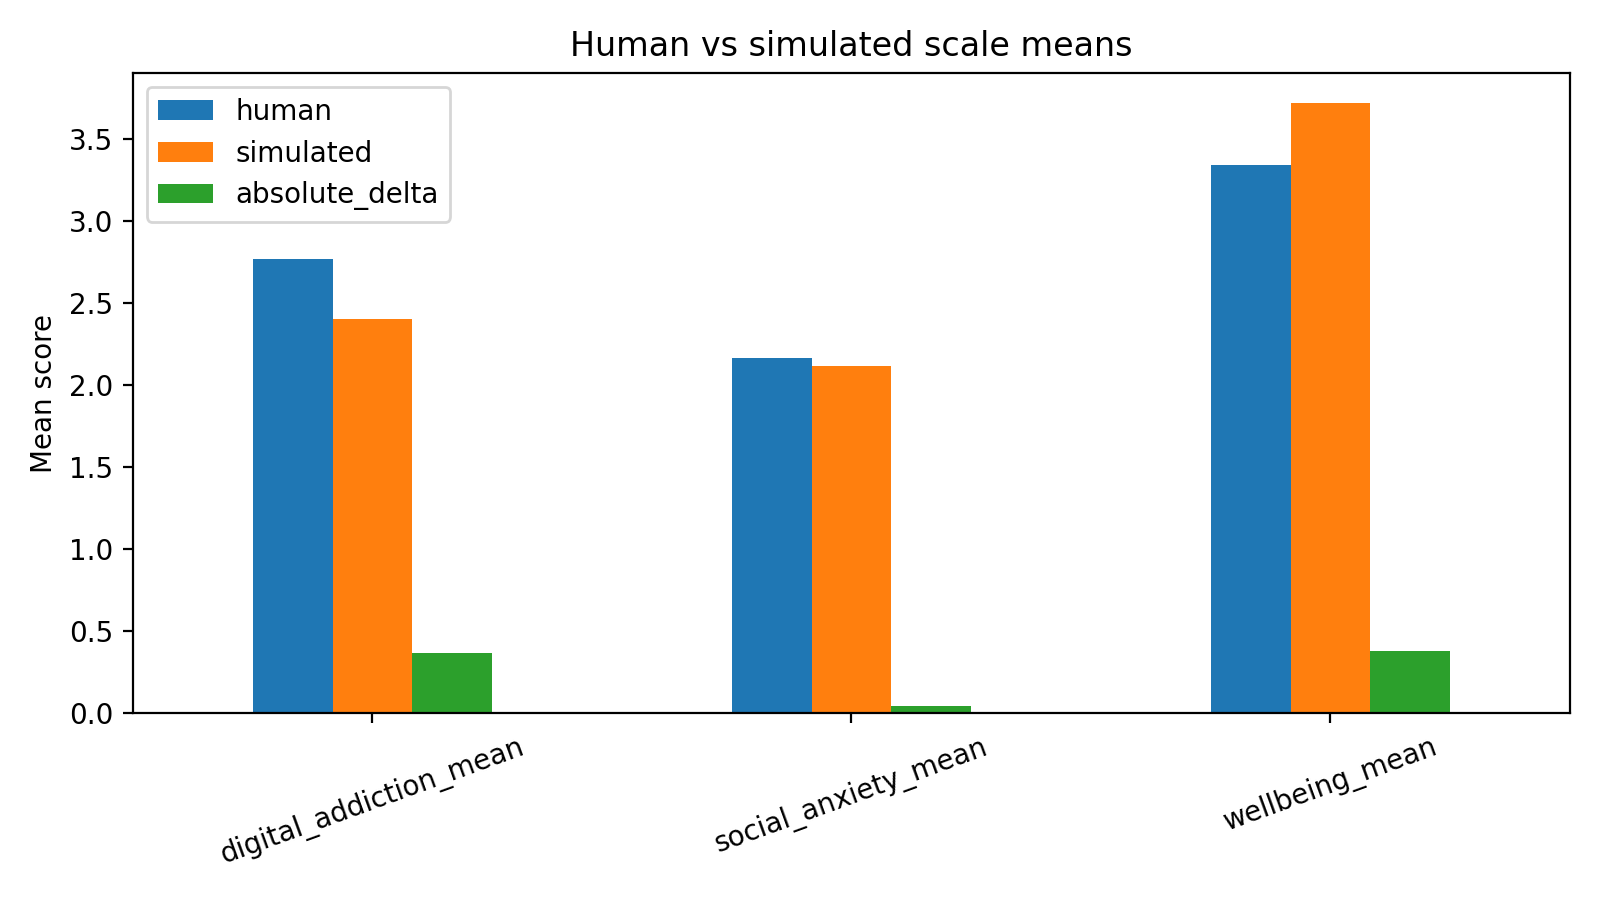 Human vs simulated scale means
human
simulated
absolute_delta
Mean score
3.5
3.0
2.5
2.0
1.5
1.0
0.5
0.0
digital_addiction_mean
social_anxiety_mean
wellbeing_mean